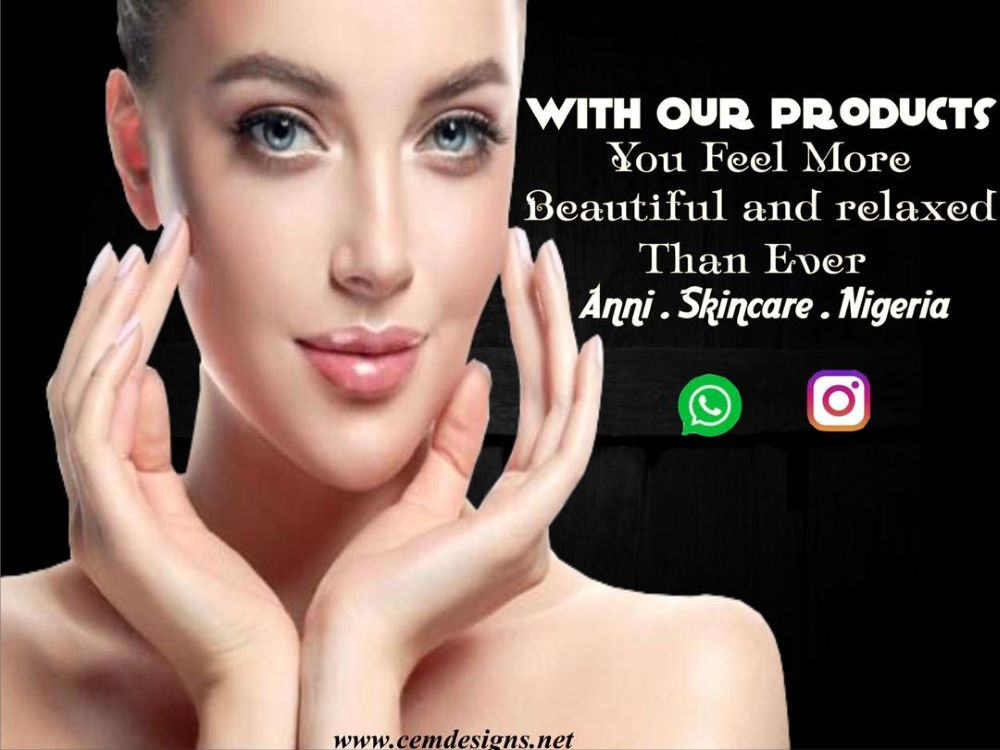 WITH OUR PRODUCTS
You Feel More
Beautiful and relaxed
Than Ever
Anni . Skincare . Nigeria
www.cemdesigns.net